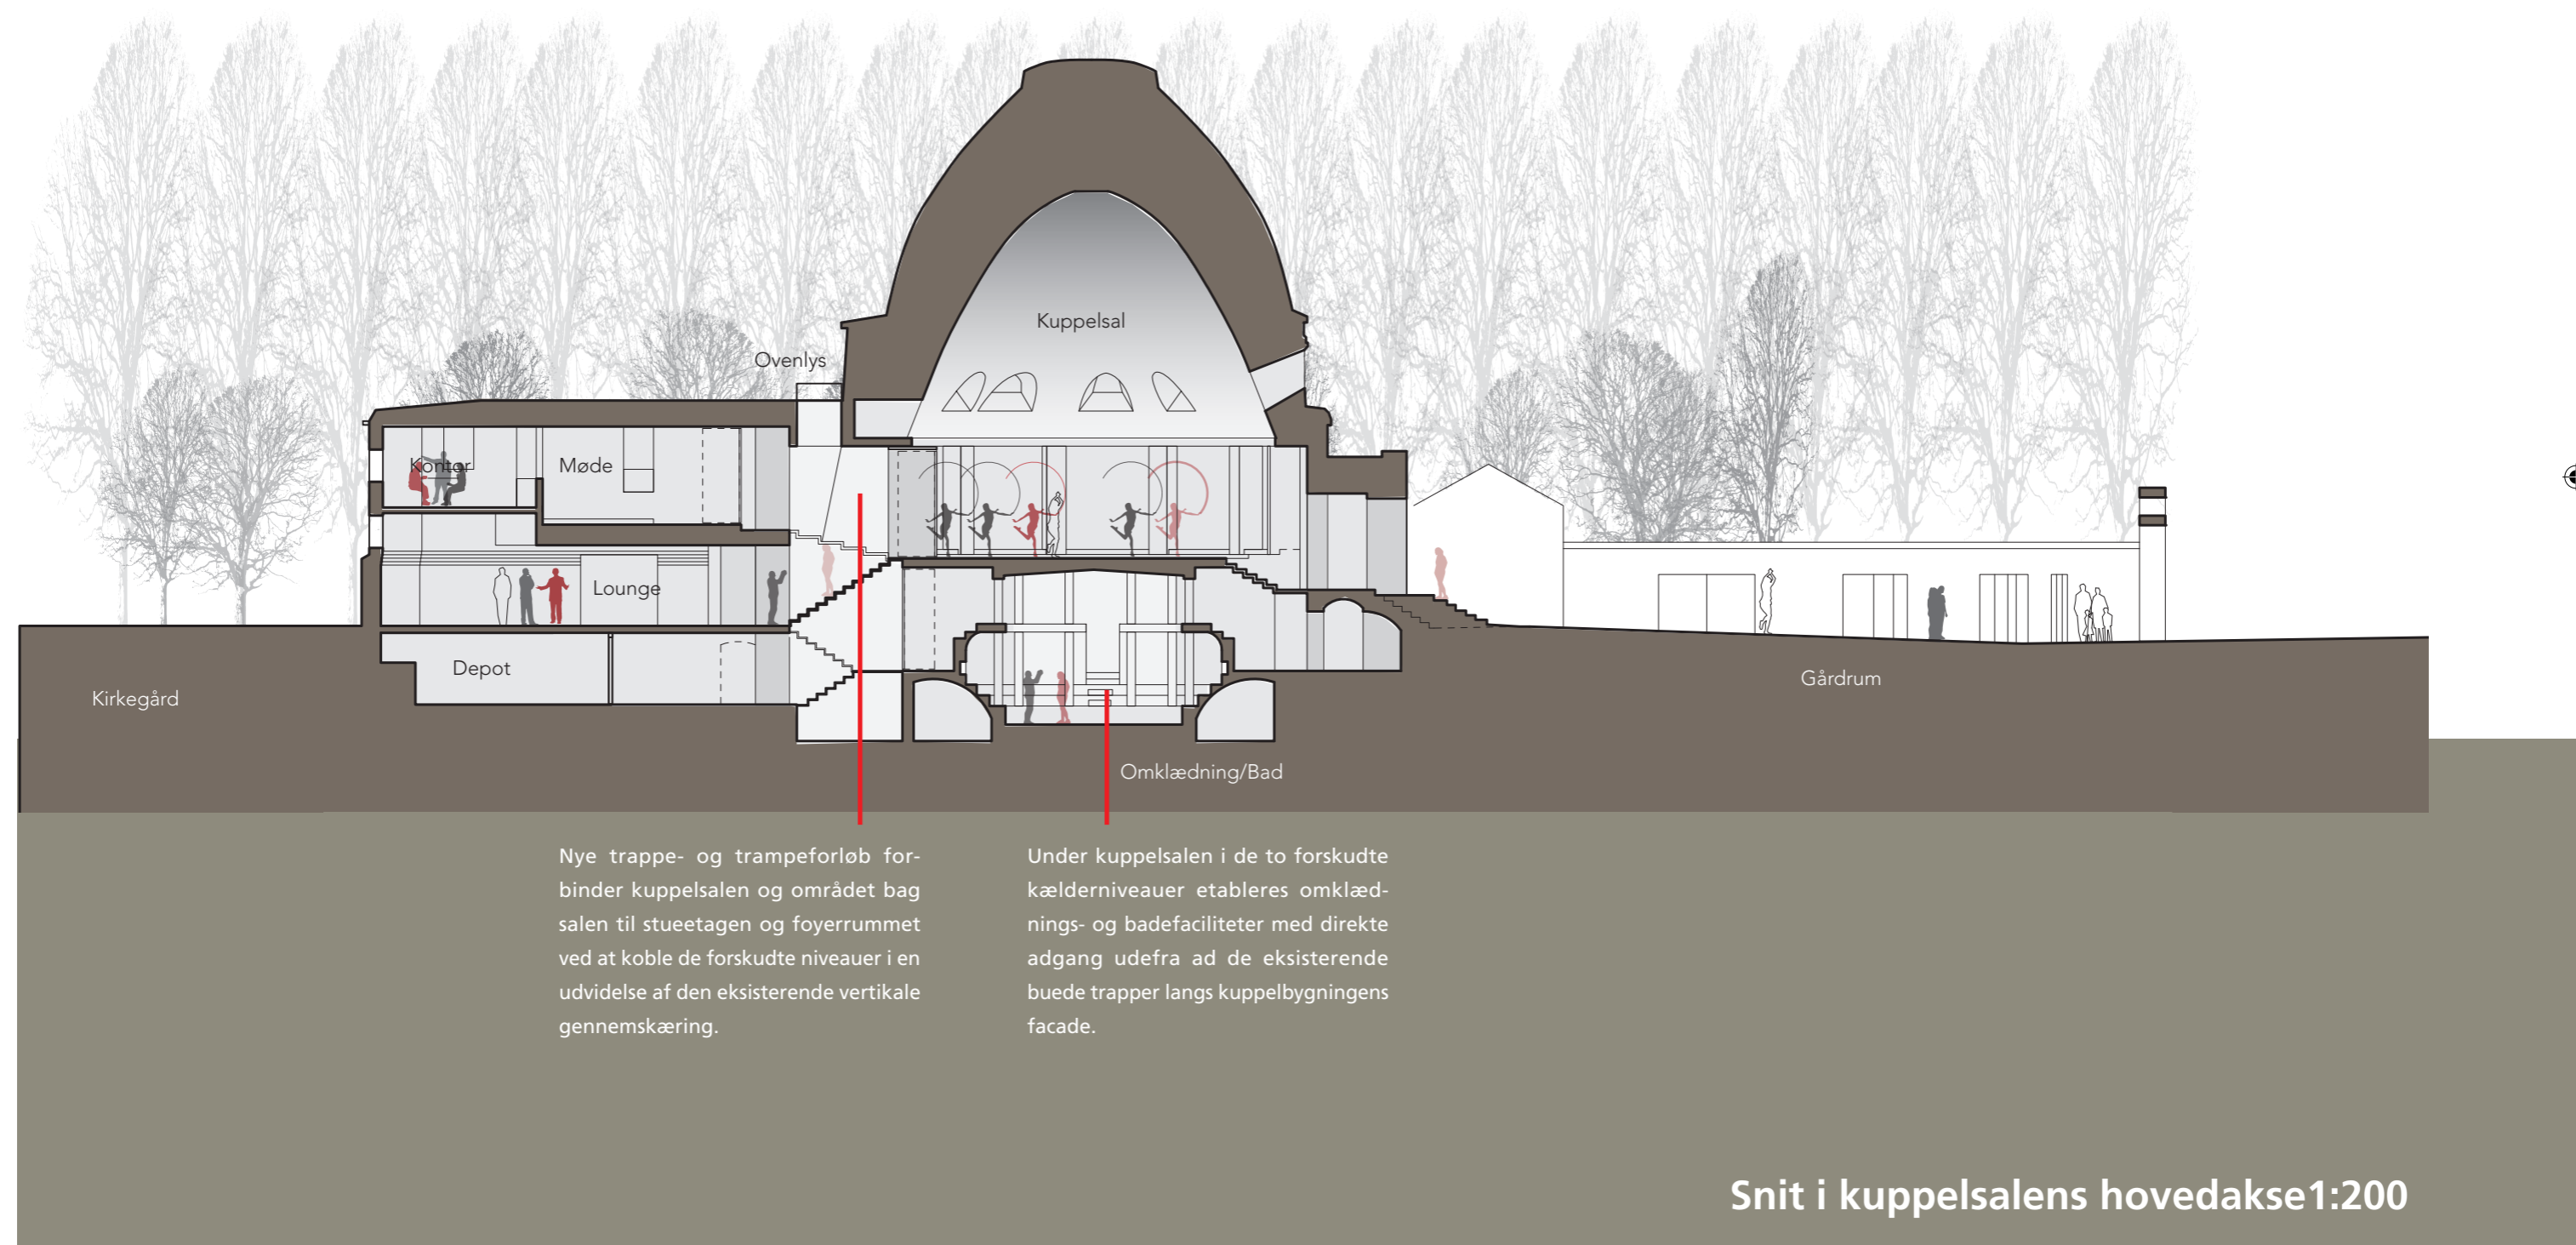 Kuppelsal
Ovenlys
Kontor
Møde
Lounge
Depot
Kirkegård
Gårdrum
Omklædning/Bad
Nye trappe- og trampeforløb for-
binder kuppelsalen og området bag
salen til stueetagen og foyerrummet
ved at koble de forskudte niveauer i en
udvidelse af den eksisterende vertikale
gennemskæring.
Under kuppelsalen i de to forskudte
kælderniveauer etableres omklæd-
nings- og badefaciliteter med direkte
adgang udefra ad de eksisterende
buede trapper langs kuppelbygningens
facade.
Snit i kuppelsalens hovedakse1:200